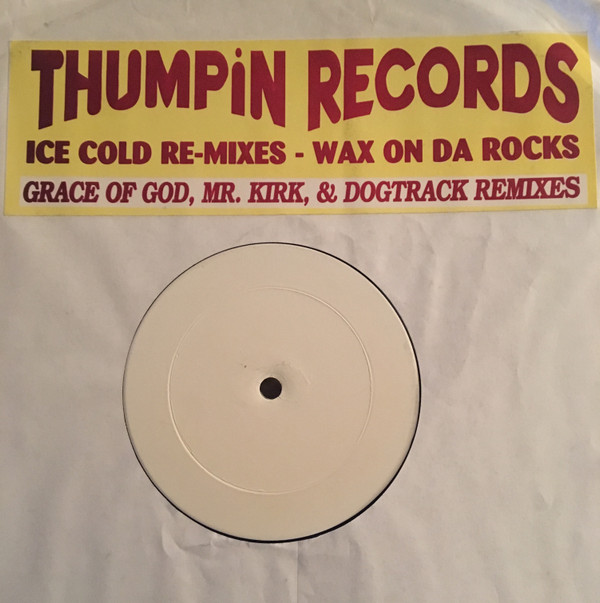 THUMPiN RECORDS
ICE COLD RE-MIXES - WAX ON DA ROCKS
GRACE OF GOD, MR. KIRK, & DOGTRACK REMIXES